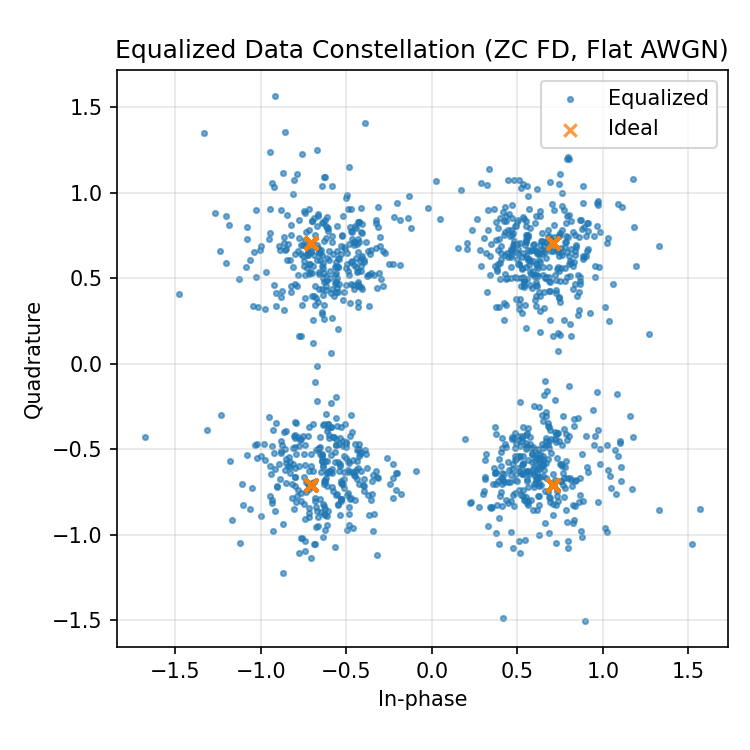 Equalized Data Constellation (ZC FD, Flat AWGN)
Equalized
Ideal
1.5
1.0
0.5
0.0
−0.5
−1.0
−1.5
Quadrature
−1.5
−1.0
−0.5
0.0
0.5
1.0
1.5
In-phase